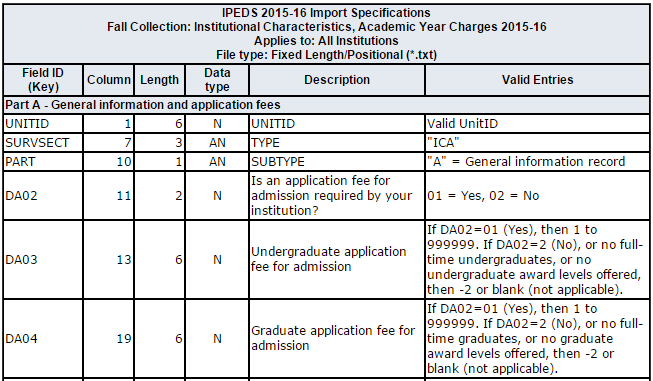 IPEDS 2015-16 Import Specifications
Fall Collection: Institutional Characteristics, Academic Year Charges 2015-16
Applies to: All Institutions
File type: Fixed Length/Positional (*.txt)
Field ID (Key) Column Length Data type Description Valid Entries
Part A - General information and application fees
UNITID 1 6 N UNITID Valid UnitID
SURVSECT 7 3 AN TYPE "ICA"
PART 10 1 AN SUBTYPE "A" = General information record
DA02 11 2 N Is an application fee for
admission required by your
institution? 01 = Yes, 02 = No
DA03 13 6 N Undergraduate application
fee for admission
If DA02=01 (Yes), then 1 to
999999. If DA02=2 (No), or no full-
time undergraduates, or no
undergraduate award levels offered,
then -2 or blank (not applicable).
DA04 19 6 N Graduate application fee for
admission
If DA02=01 (Yes), then 1 to
999999. If DA02=2 (No), or no full-
time graduates, or no graduate
award levels offered, then -2 or
blank (not applicable).